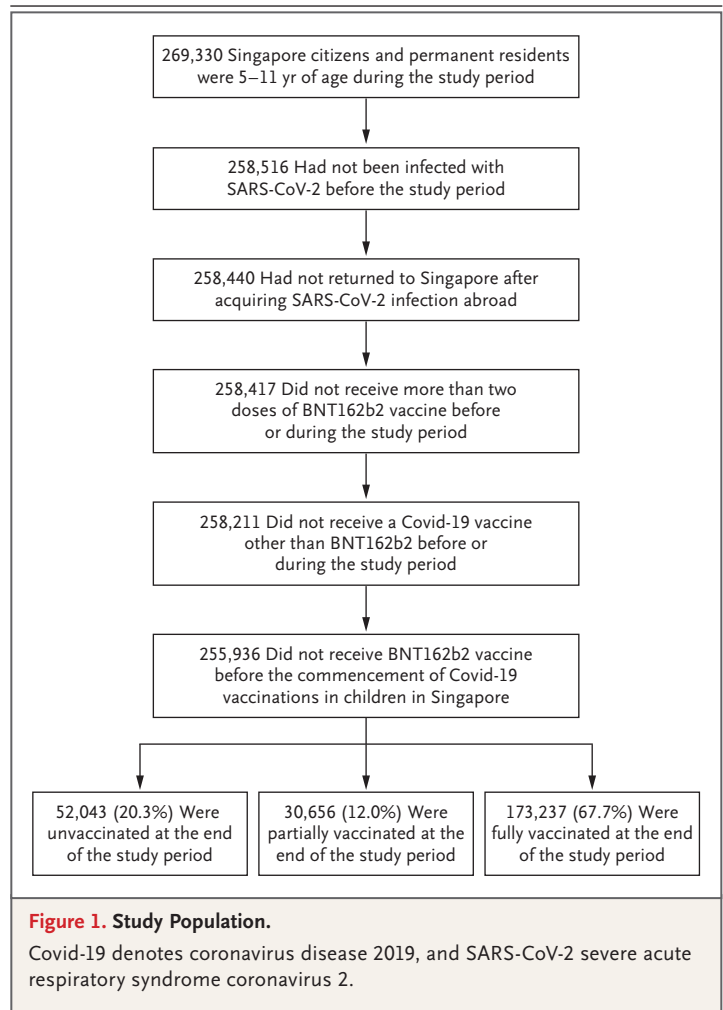 269,330 Singapore citizens and permanent residents
were 5–11 yr of age during the study period
258,516 Had not been infected with
SARS-CoV-2 before the study period
258,440 Had not returned to Singapore after
acquiring SARS-CoV-2 infection abroad
258,417 Did not receive more than two
doses of BNT162b2 vaccine before
or during the study period
258,211 Did not receive a Covid-19 vaccine
other than BNT162b2 before or
during the study period
255,936 Did not receive BNT162b2 vaccine
before the commencement of Covid-19
vaccinations in children in Singapore
52,043 (20.3%) Were
unvaccinated at the end
of the study period
30,656 (12.0%) Were
partially vaccinated at the
end of the study period
173,237 (67.7%) Were
fully vaccinated at the end
of the study period
Figure 1. Study Population.
Covid-19 denotes coronavirus disease 2019, and SARS-CoV-2 severe acute
respiratory syndrome coronavirus 2.